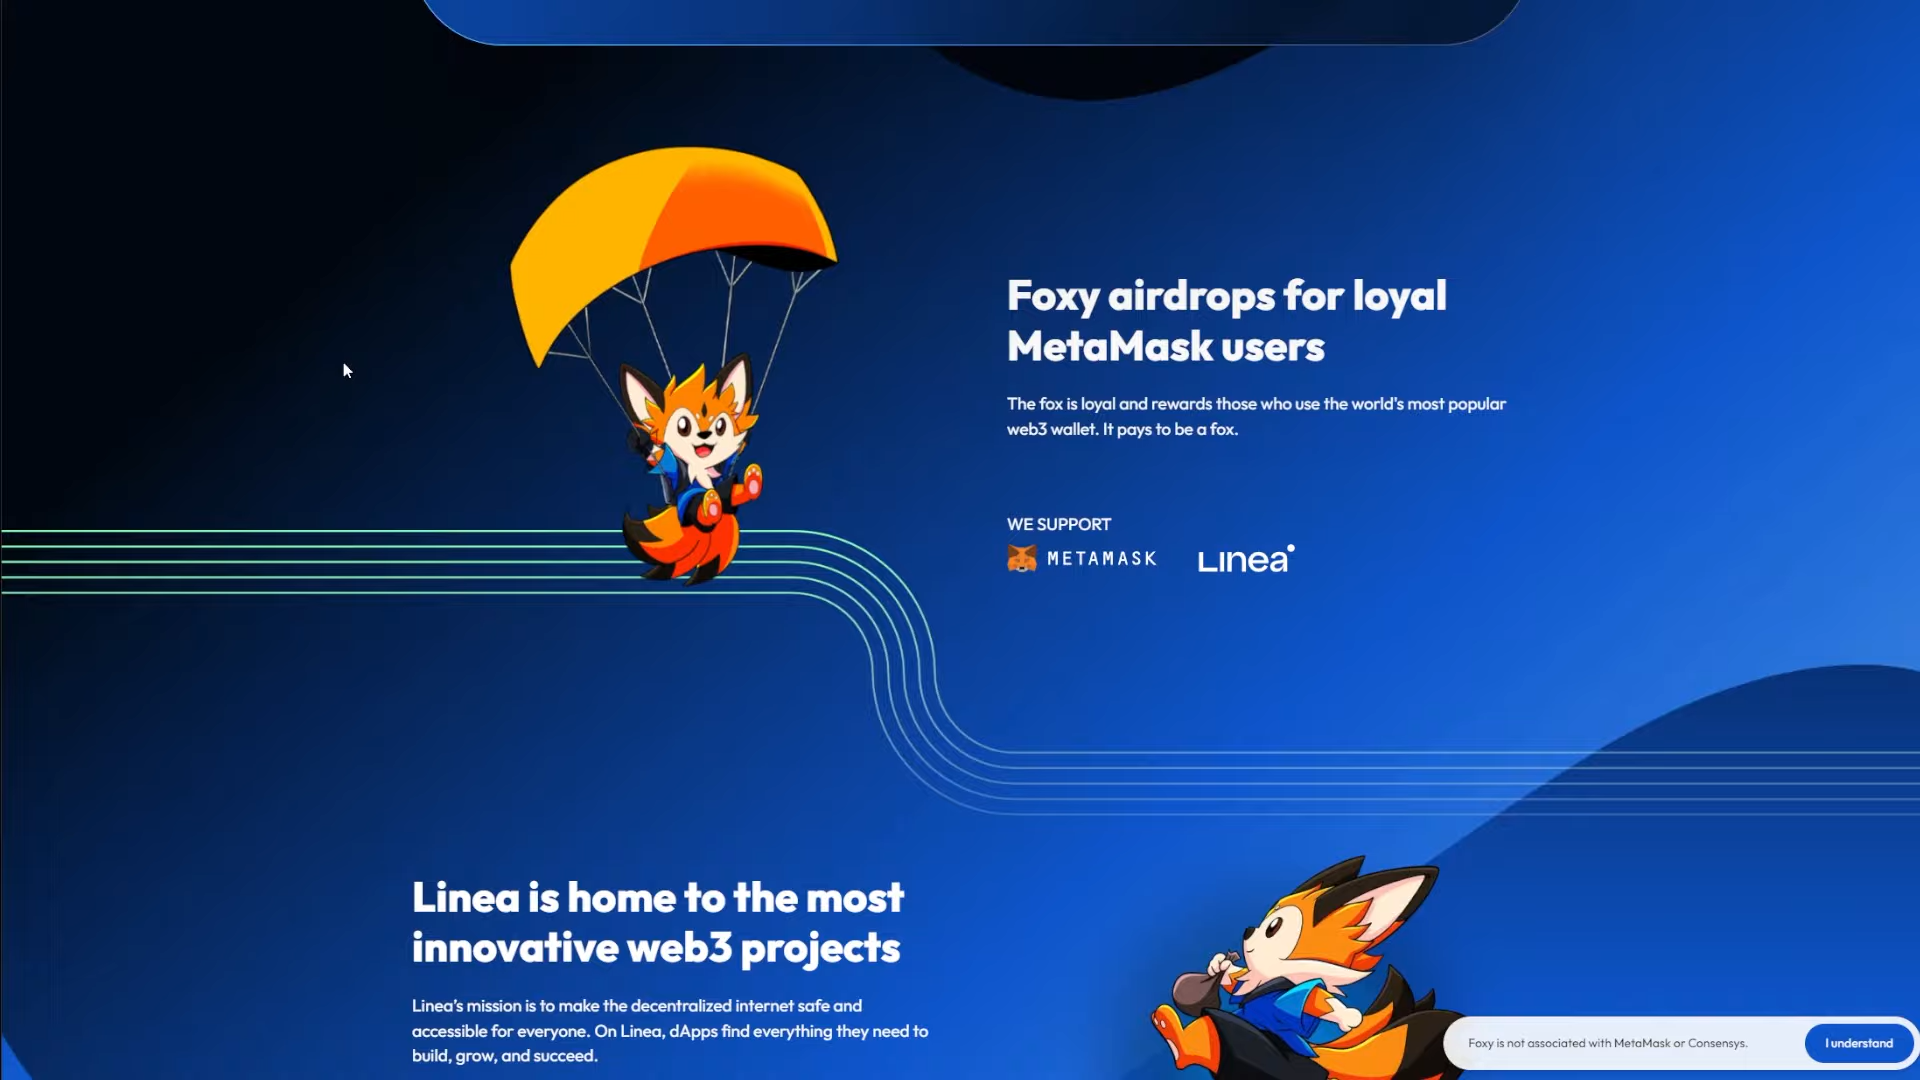 Foxy airdrops for loyal
MetaMask users
The fox is loyal and rewards those who use the world's most popular
web3 wallet. It pays to be a fox.
WE SUPPORT
METAMASK
Linea
Linea is home to the most
innovative web3 projects
Linea's mission is to make the decentralized internet safe and
accessible for everyone. On Linea, dApps find everything they need to
build, grow, and succeed.
Foxy is not associated with MetaMask or Consensys.
I understand